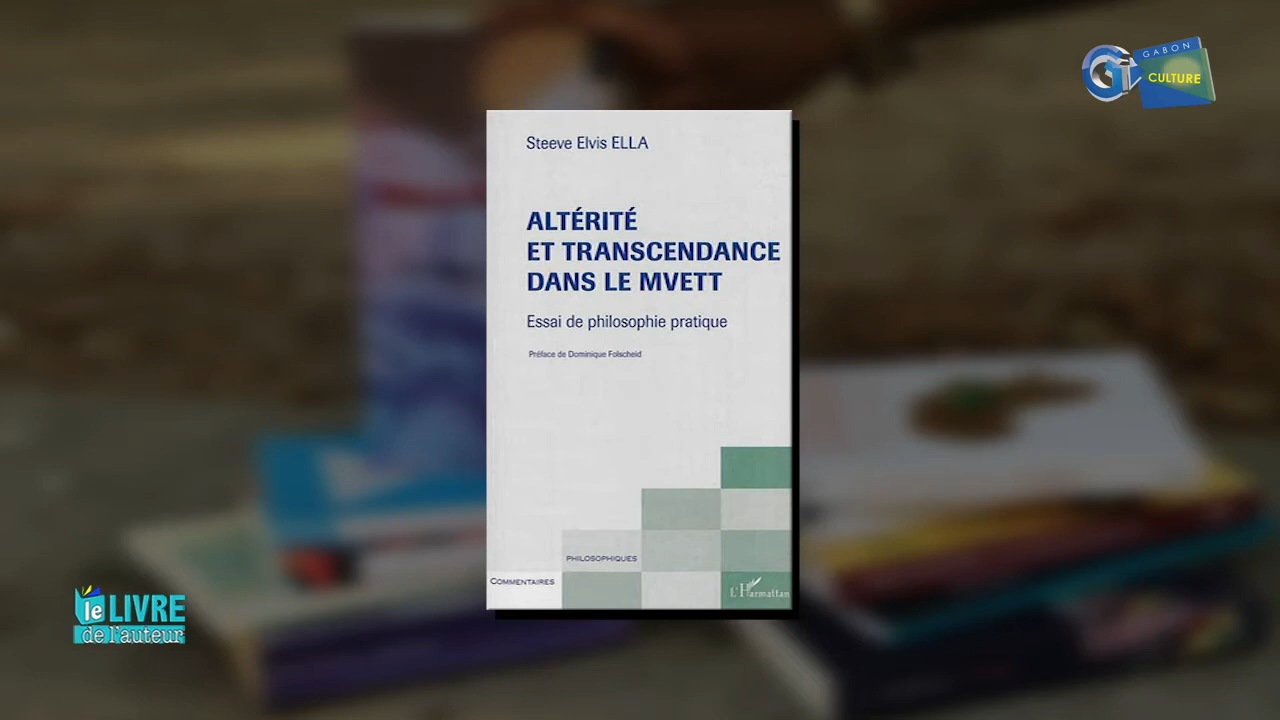 GABON
CULTURE
Steeve Elvis ELLA
ALTÉRITÉ
ET TRANSCENDANCE
DANS LE MVETT
Essai de philosophie pratique
Préface de Dominique Folscheid
PHILOSOPHIQUES
COMMENTAIRES
L'Harmattan
le LIVRE
de l'auteur